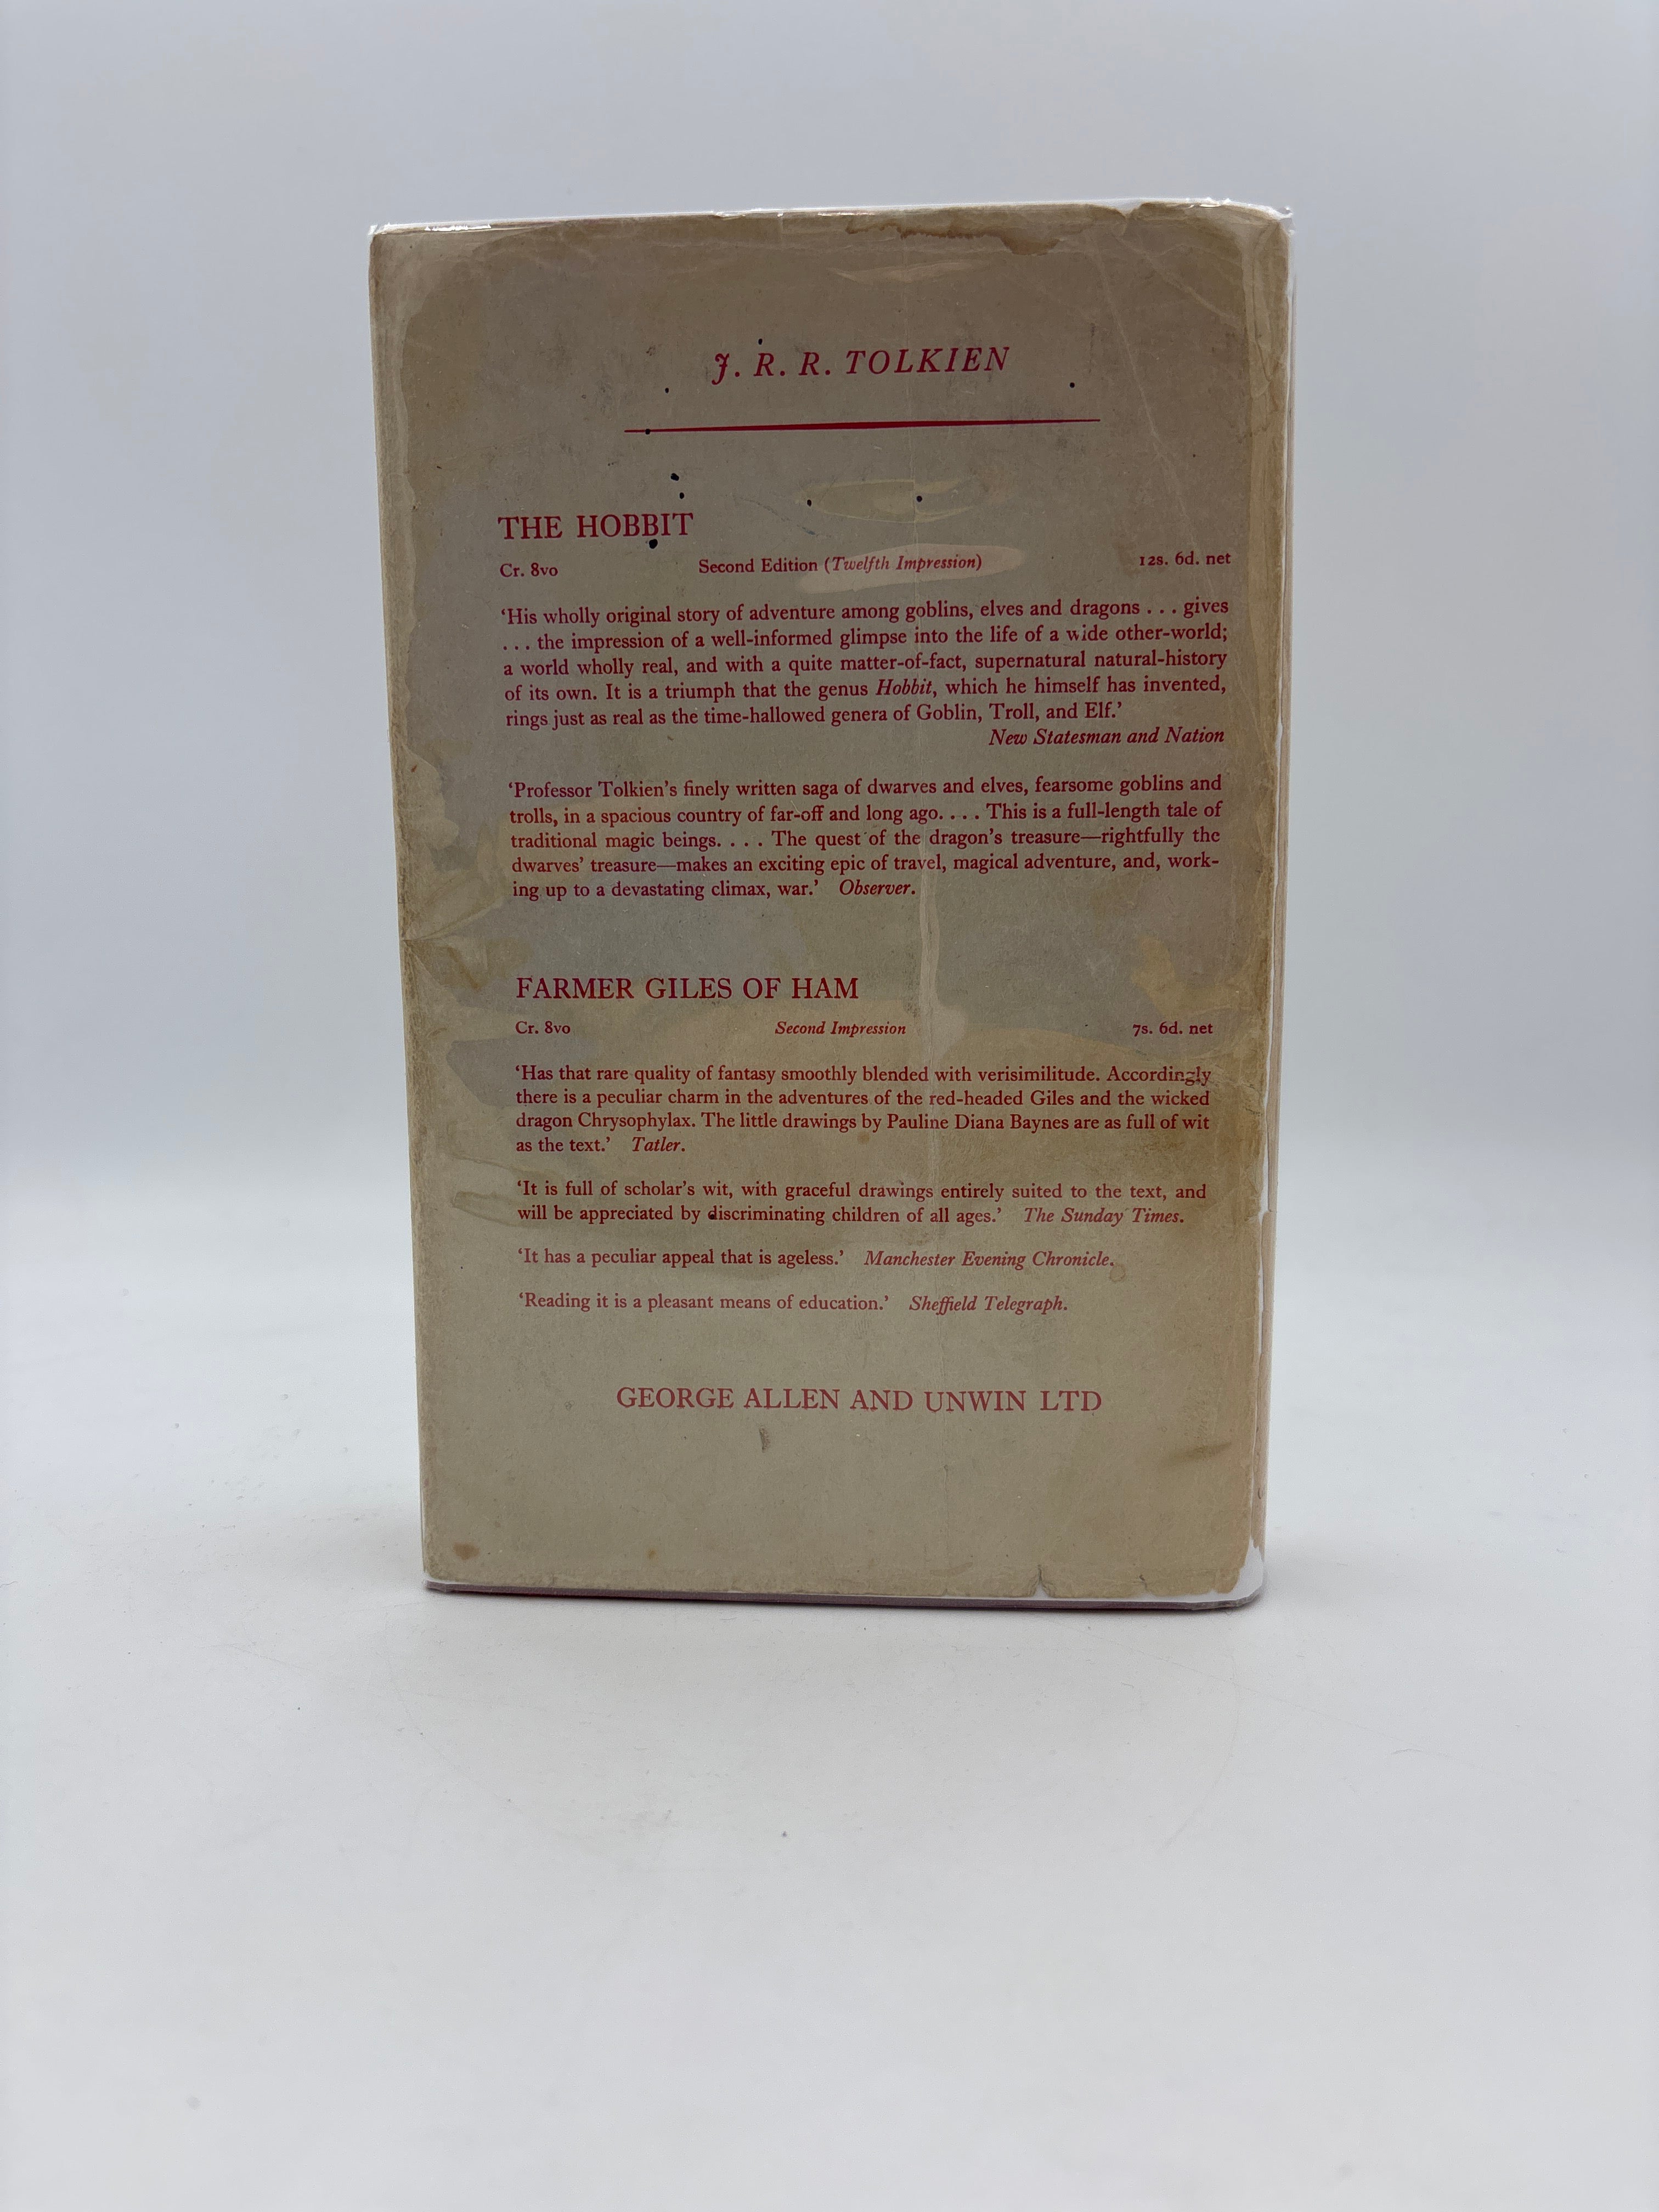 J. R. R. TOLKIEN
THE HOBBIT
Cr. 8vo Second Edition (Twelfth Impression) 12s. 6d. net
‘His wholly original story of adventure among goblins, elves and dragons . . . gives
. . . the impression of a well-informed glimpse into the life of a wide other-world;
a world wholly real, and with a quite matter-of-fact, supernatural natural-history
of its own. It is a triumph that the genus Hobbit, which he himself has invented,
rings just as real as the time-hallowed genera of Goblin, Troll, and Elf.’
New Statesman and Nation
‘Professor Tolkien’s finely written saga of dwarves and elves, fearsome goblins and
trolls, in a spacious country of far-off and long ago. . . . This is a full-length tale of
traditional magic beings. . . . The quest of the dragon’s treasure—rightfully the
dwarves’ treasure—makes an exciting epic of travel, magical adventure, and, work-
ing up to a devastating climax, war.’ Observer.
FARMER GILES OF HAM
Cr. 8vo Second Impression 7s. 6d. net
‘Has that rare quality of fantasy smoothly blended with verisimilitude. Accordingly
there is a peculiar charm in the adventures of the red-headed Giles and the wicked
dragon Chrysophylax. The little drawings by Pauline Diana Baynes are as full of wit
as the text.’ Tatler.
‘It is full of scholar’s wit, with graceful drawings entirely suited to the text, and
will be appreciated by discriminating children of all ages.’ The Sunday Times.
‘It has a peculiar appeal that is ageless.’ Manchester Evening Chronicle.
‘Reading it is a pleasant means of education.’ Sheffield Telegraph.
GEORGE ALLEN AND UNWIN LTD